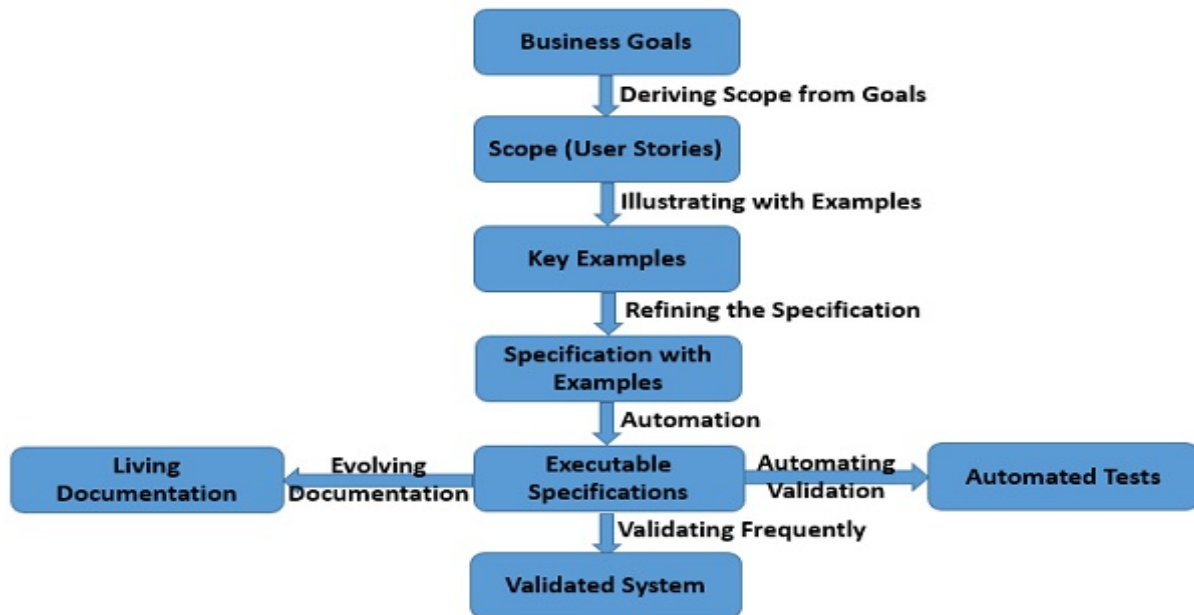 Business Goals
Deriving Scope from Goals
Scope (User Stories)
Illustrating with Examples
Key Examples
Refining the Specification
Specification with
Examples
Automation
Living
Documentation
Evolving
Documentation
Executable
Specifications
Automating
Validation
Automated Tests
Validating Frequently
Validated System